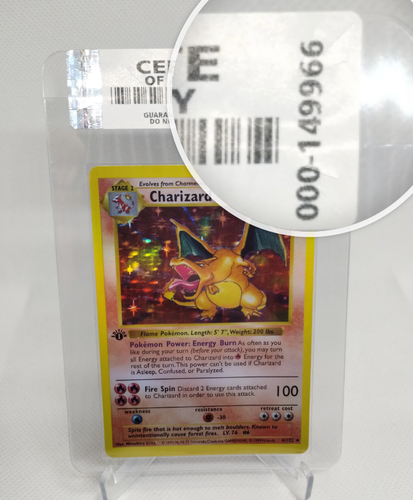 CE
OF
GUARA
DO N
E
Y
000-149966
STAGE 2
Evolves from Charme
Charizard
Flame Pokémon. Length: 5' 7", Weight: 200 lbs
Pokémon Power: Energy Burn As often as you
like during your turn (before your attack), you may turn
all Energy attached to Charizard into Energy for the
rest of the turn. This power can't be used if Charizard
is Asleep, Confused, or Paralyzed.
Fire Spin Discard 2 Energy cards attached
to Charizard in order to use this attack.
100
weakness
resistance
retreat cost
-30
Spits fire that is hot enough to melt boulders. Known to
unintentionally cause forest fires. LV. 76 #6